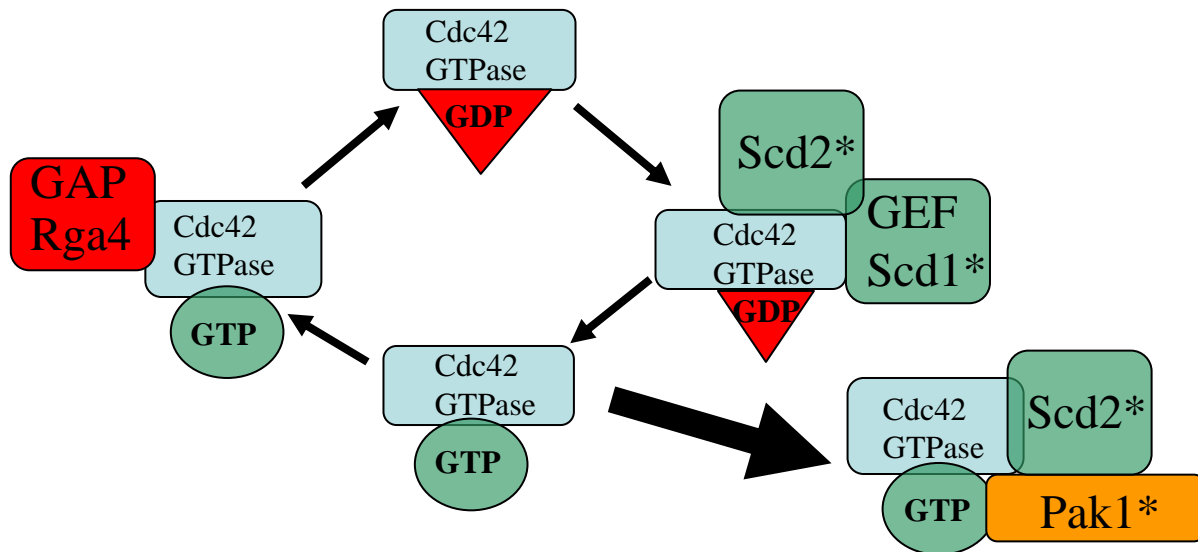 Cdc42
GTPase
GDP
Scd2*
GAP
Rga4
Cdc42
GTPase
GTP
GEF
Scd1*
Cdc42
GTPase
GDP
Cdc42
GTPase
GTP
Cdc42
GTPase
GTP
Scd2*
Pak1*